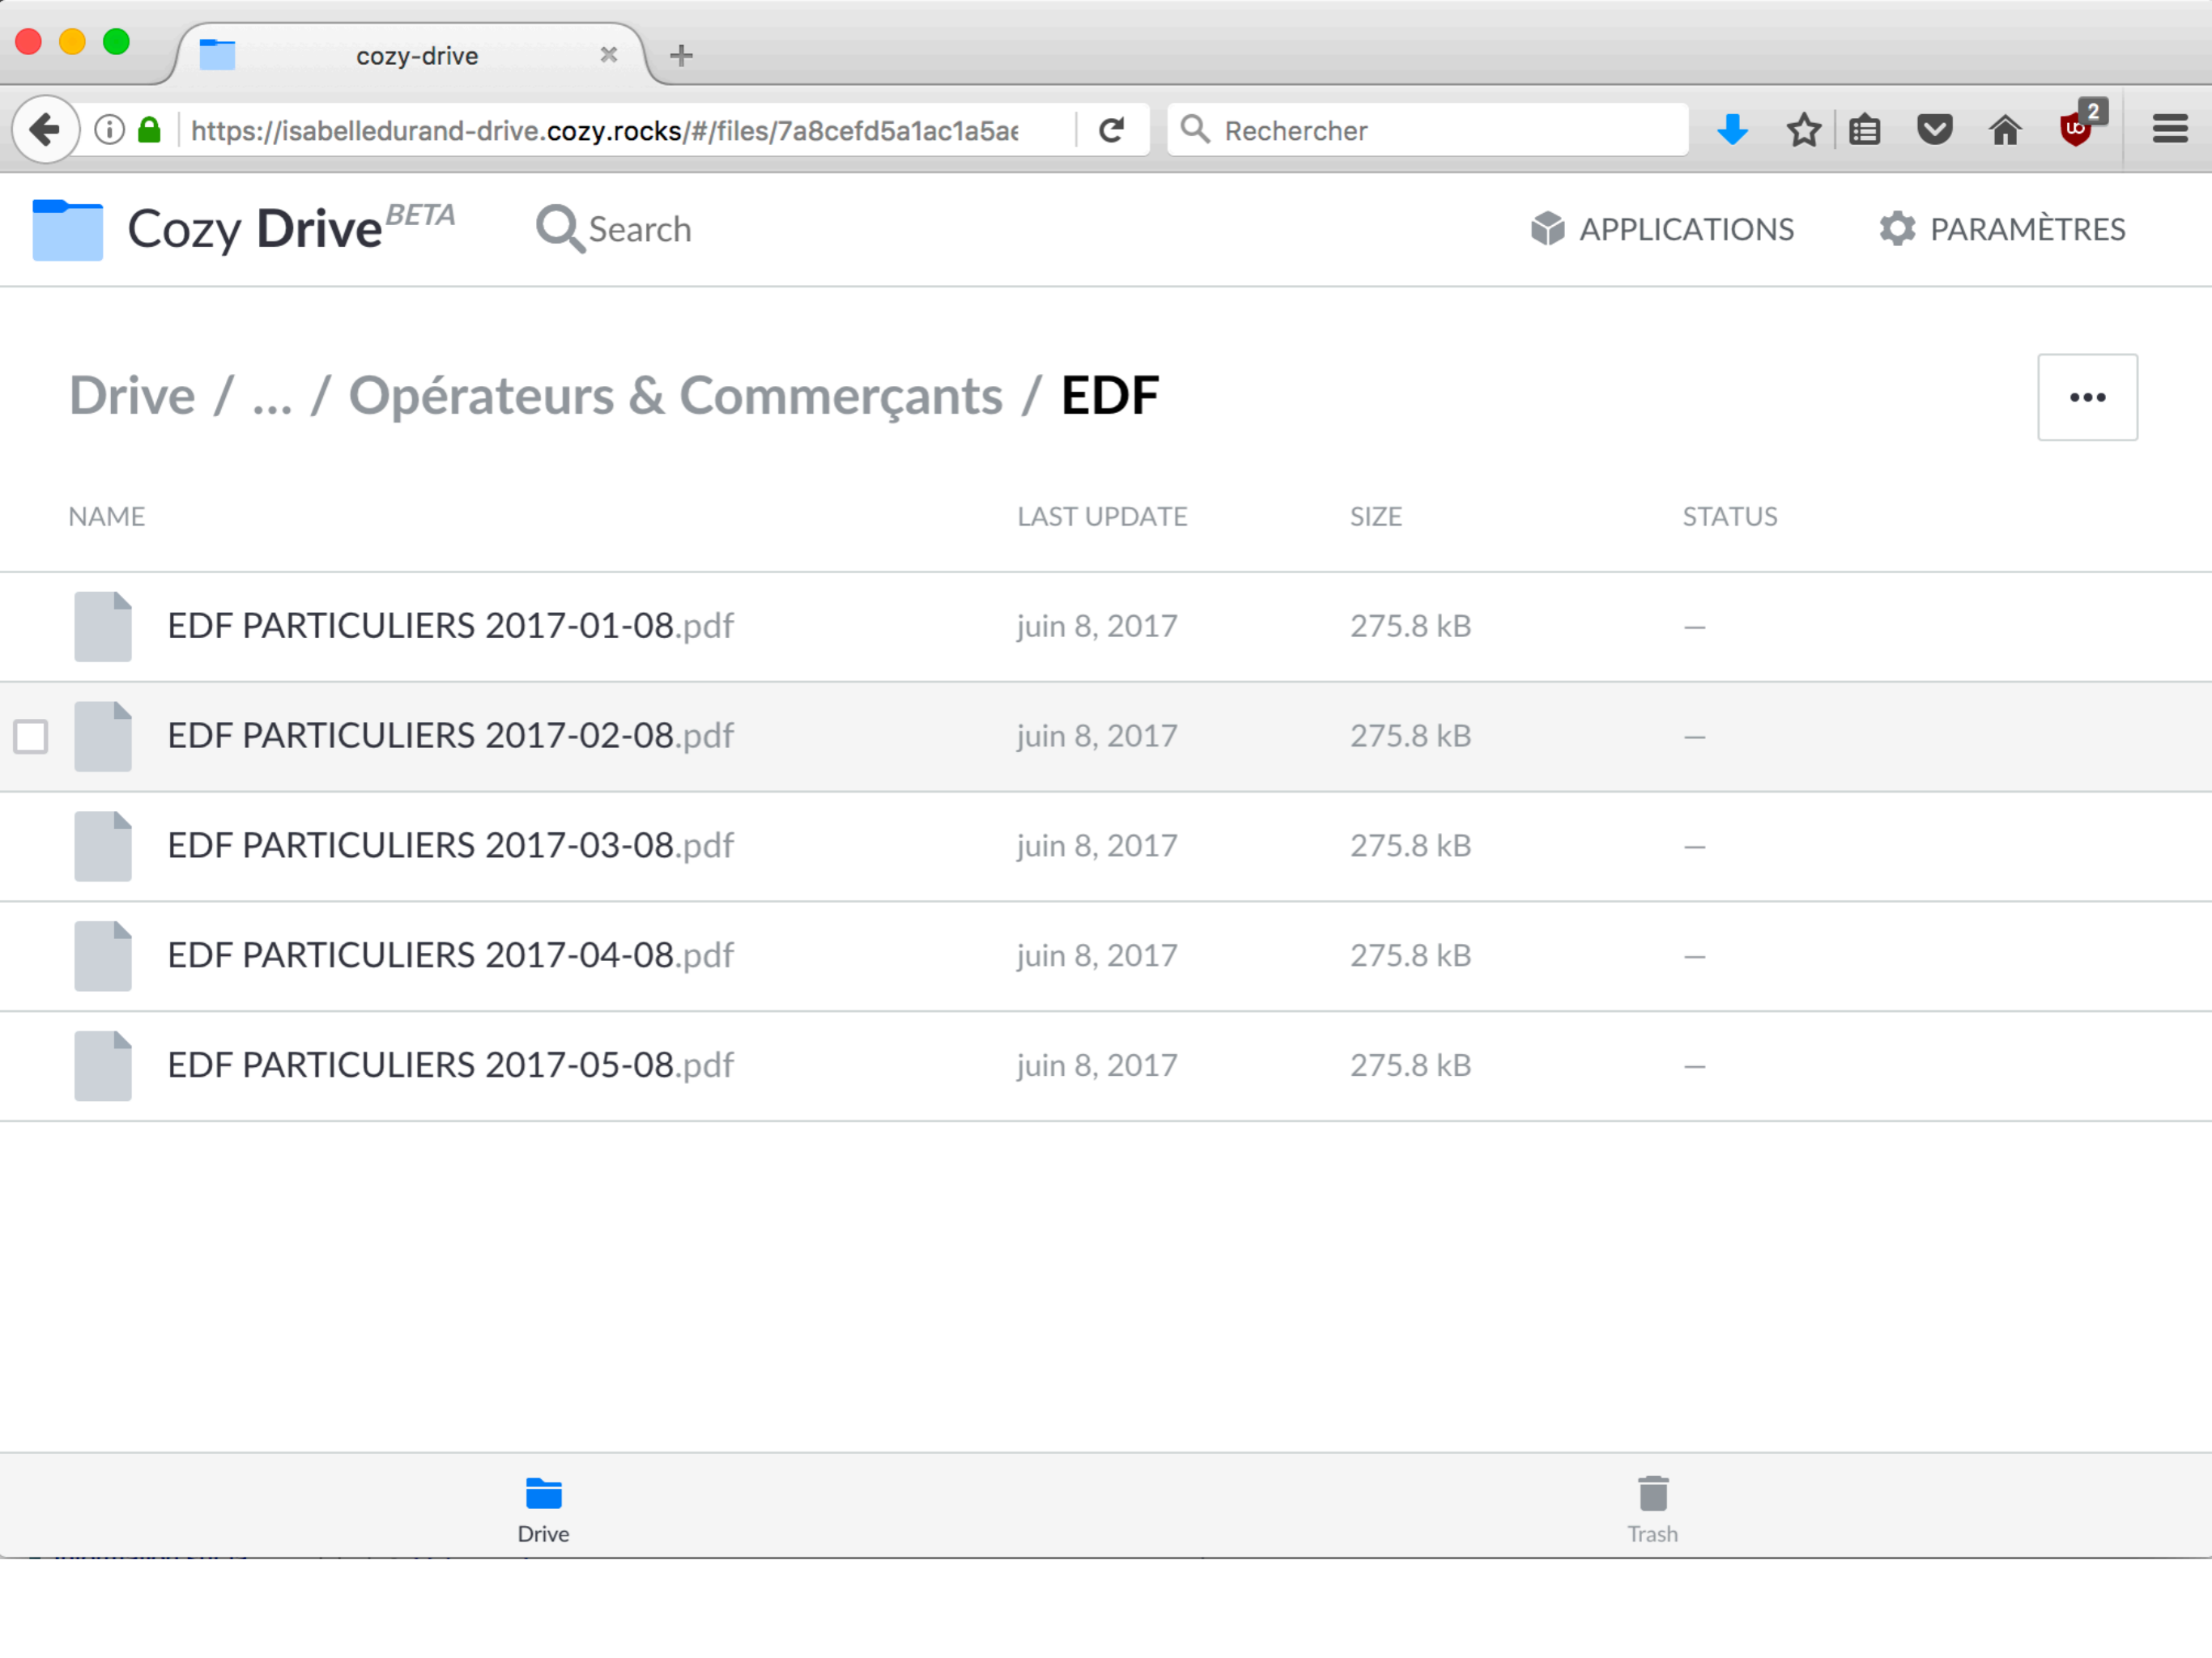 cozy-drive
https://isabelledurand-drive.cozy.rocks/#/files/7a8cefd5a1ac1a5ae
Rechercher
2
Cozy Drive BETA
Search
APPLICATIONS
PARAMÈTRES
Drive / ... / Opérateurs & Commerçants / EDF
NAME LAST UPDATE SIZE STATUS
EDF PARTICULIERS 2017-01-08.pdf juin 8, 2017 275.8 kB —
EDF PARTICULIERS 2017-02-08.pdf juin 8, 2017 275.8 kB —
EDF PARTICULIERS 2017-03-08.pdf juin 8, 2017 275.8 kB —
EDF PARTICULIERS 2017-04-08.pdf juin 8, 2017 275.8 kB —
EDF PARTICULIERS 2017-05-08.pdf juin 8, 2017 275.8 kB —
Drive
Trash